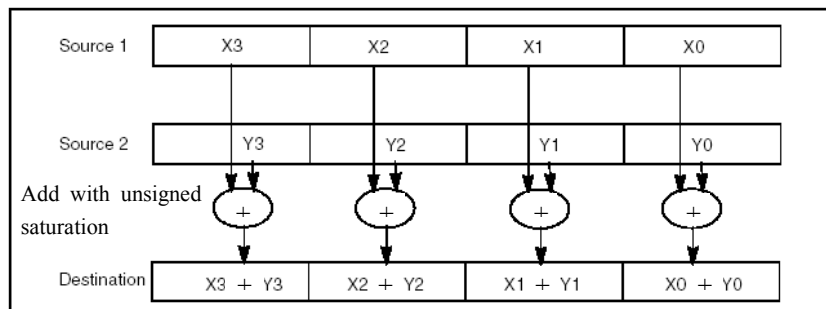 Source 1 X3 X2 X1 X0
Source 2 Y3 Y2 Y1 Y0
Add with unsigned
saturation
+ + + +
Destination X3 + Y3 X2 + Y2 X1 + Y1 X0 + Y0